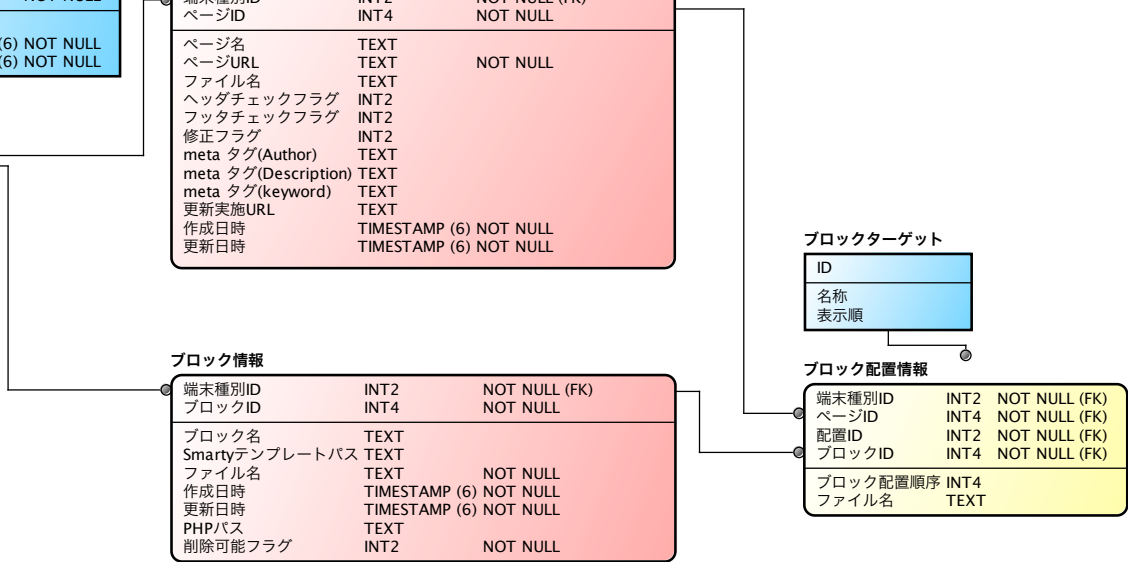 NOT NULL
(6) NOT NULL
(6) NOT NULL
端末種別ID INT2 NOT NULL (FK)
ページID INT4 NOT NULL
ページ名 TEXT
ページURL TEXT NOT NULL
ファイル名 TEXT
ヘッダチェックフラグ INT2
フッタチェックフラグ INT2
修正フラグ INT2
meta タグ(Author) TEXT
meta タグ(Description) TEXT
meta タグ(keyword) TEXT
更新実施URL TEXT
作成日時 TIMESTAMP (6) NOT NULL
更新日時 TIMESTAMP (6) NOT NULL
ブロックターゲット
ID
名称
表示順
ブロック情報
端末種別ID INT2 NOT NULL (FK)
ブロックID INT4 NOT NULL
ブロック名 TEXT
Smartyテンプレートパス TEXT
ファイル名 TEXT NOT NULL
作成日時 TIMESTAMP (6) NOT NULL
更新日時 TIMESTAMP (6) NOT NULL
PHPパス TEXT
削除可能フラグ INT2 NOT NULL
ブロック配置情報
端末種別ID INT2 NOT NULL (FK)
ページID INT4 NOT NULL (FK)
配置ID INT2 NOT NULL (FK)
ブロックID INT4 NOT NULL (FK)
ブロック配置順序 INT4
ファイル名 TEXT